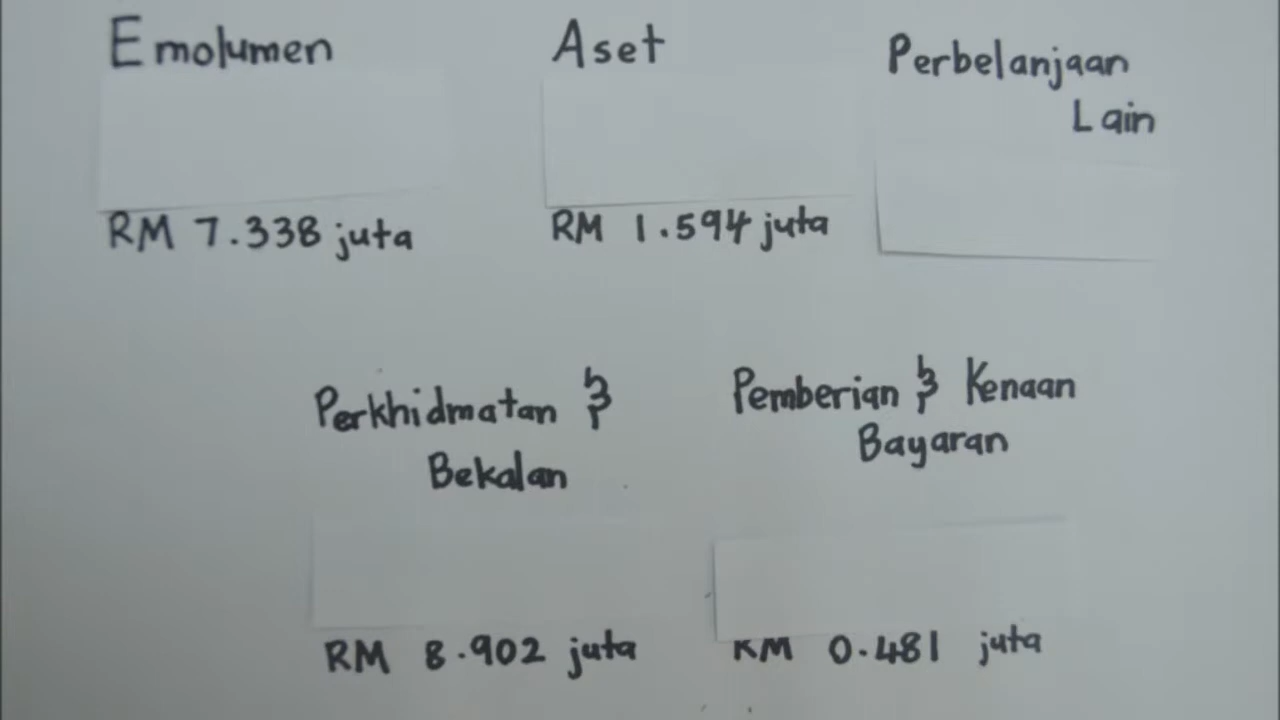 Emolumen
RM 7.338 juta
Aset
RM 1.594 juta
Perbelanjaan
Lain
Perkhidmatan &
Bekalan
RM 8.902 juta
Pemberian & Kenaan
Bayaran
RM 0.481 juta